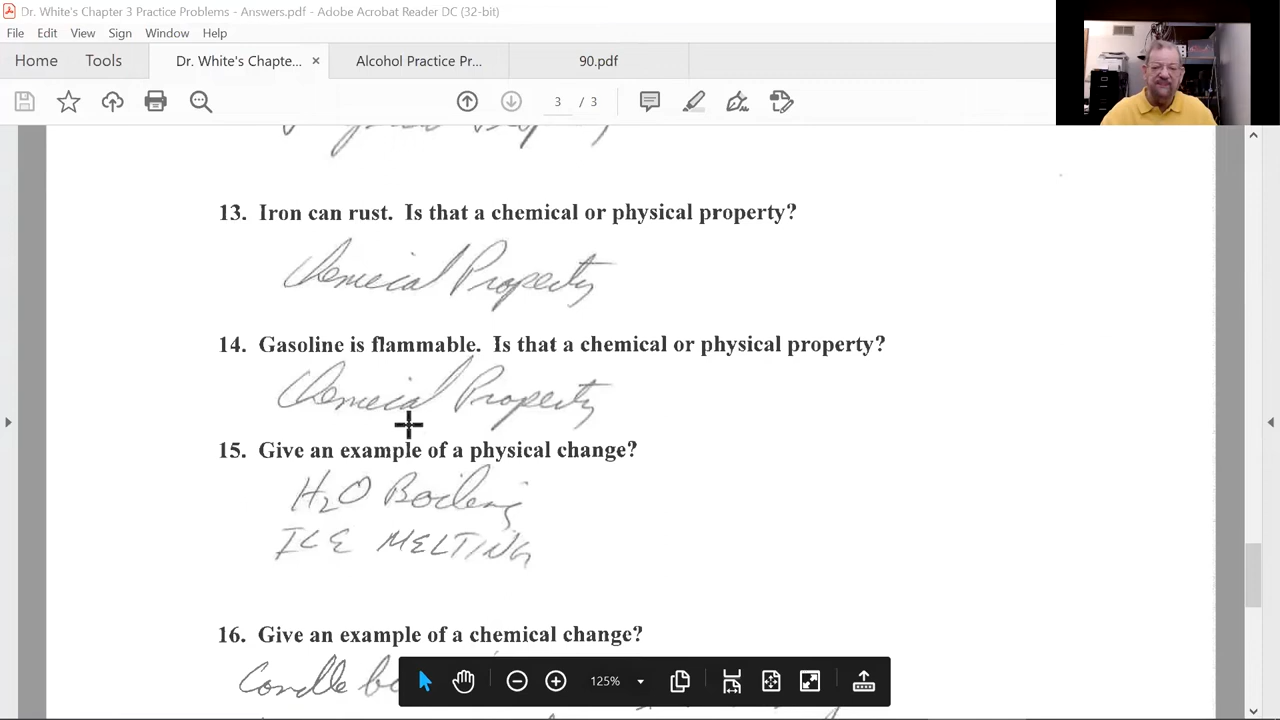 Dr. White's Chapter 3 Practice Problems - Answers.pdf - Adobe Acrobat Reader DC (32-bit)
File Edit View Sign Window Help
Home Tools Dr. White's Chapte... × Alcohol Practice Pr... 90.pdf
3 / 3
13. Iron can rust. Is that a chemical or physical property?
Chemical Property
14. Gasoline is flammable. Is that a chemical or physical property?
Chemical Property
15. Give an example of a physical change?
H2O Boiling
ICE MELTING
16. Give an example of a chemical change?
Candle
125%